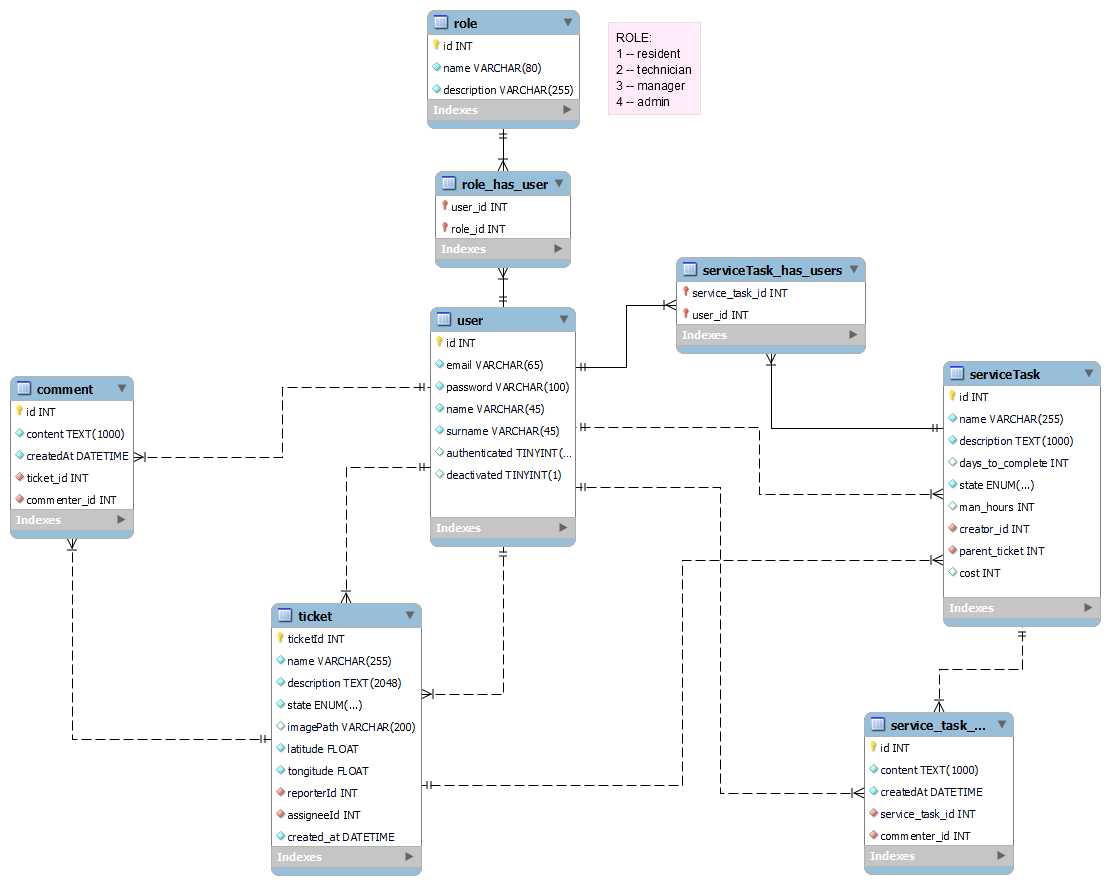 role
id INT
name VARCHAR(80)
description VARCHAR(255)
Indexes
ROLE:
1 -- resident
2 -- technician
3 -- manager
4 -- admin
role_has_user
user_id INT
role_id INT
Indexes
serviceTask_has_users
service_task_id INT
user_id INT
Indexes
user
id INT
email VARCHAR(65)
password VARCHAR(100)
name VARCHAR(45)
surname VARCHAR(45)
authenticated TINYINT(...
deactivated TINYINT(1)
Indexes
comment
id INT
content TEXT(1000)
createdAt DATETIME
ticket_id INT
commenter_id INT
Indexes
serviceTask
id INT
name VARCHAR(255)
description TEXT(1000)
days_to_complete INT
state ENUM(...)
man_hours INT
creator_id INT
parent_ticket INT
cost INT
Indexes
ticket
ticketId INT
name VARCHAR(255)
description TEXT(2048)
state ENUM(...)
imagePath VARCHAR(200)
latitude FLOAT
tongitude FLOAT
reporterId INT
assigneeId INT
created_at DATETIME
Indexes
service_task_...
id INT
content TEXT(1000)
createdAt DATETIME
service_task_id INT
commenter_id INT
Indexes